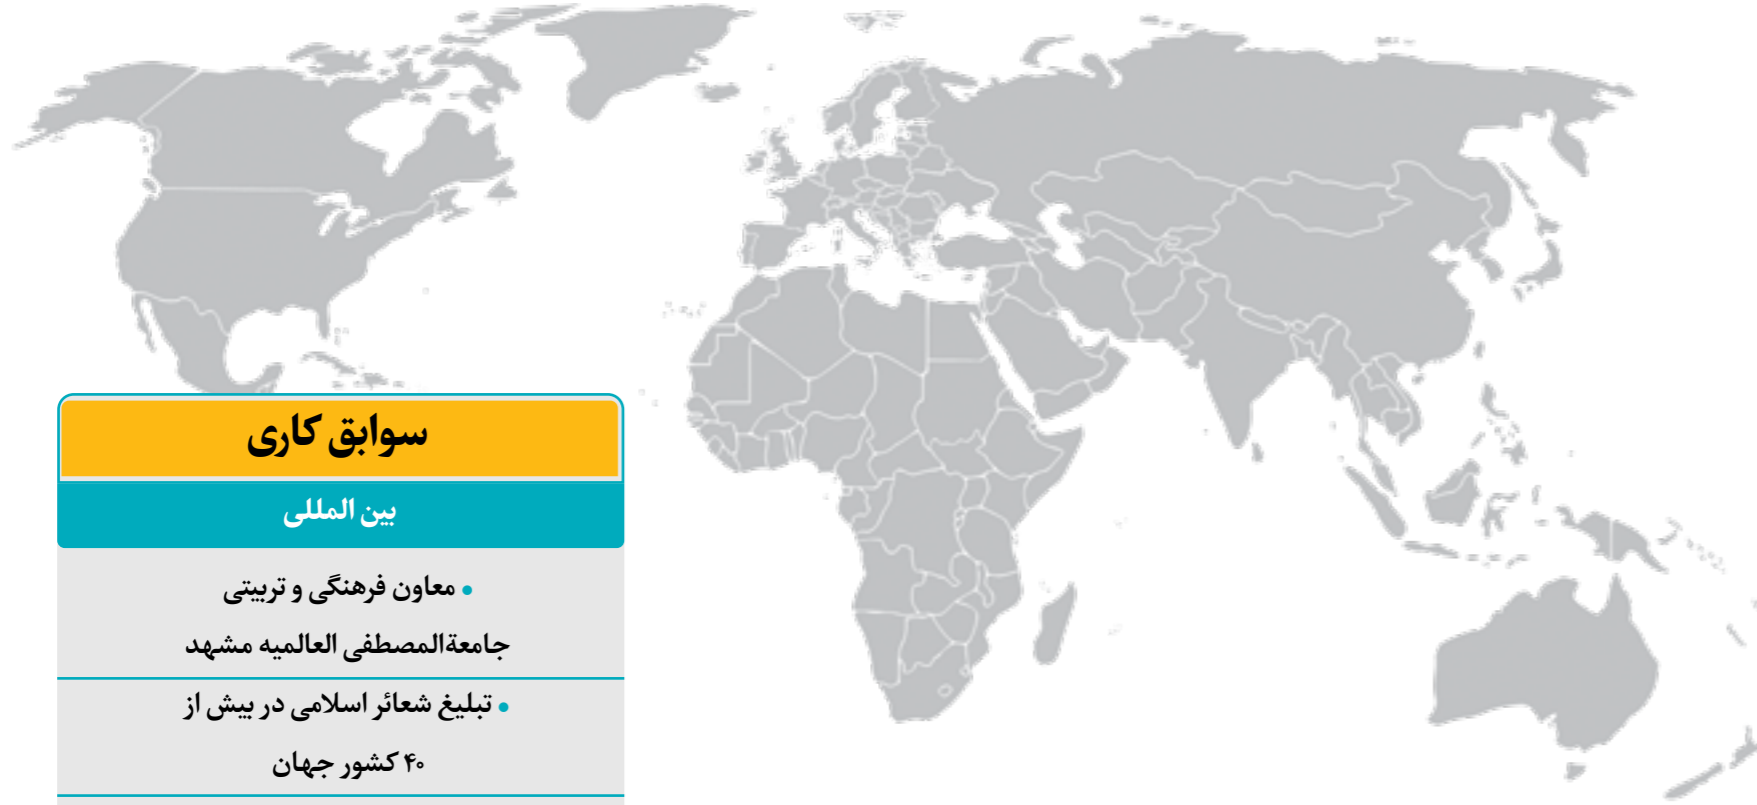 سوابق کاری
بین المللی
• معاون فرهنگی و تربیتی
جامعةالمصطفی العالمیه مشهد
• تبلیغ شعائر اسلامی در بیش از
۴۰ کشور جهان